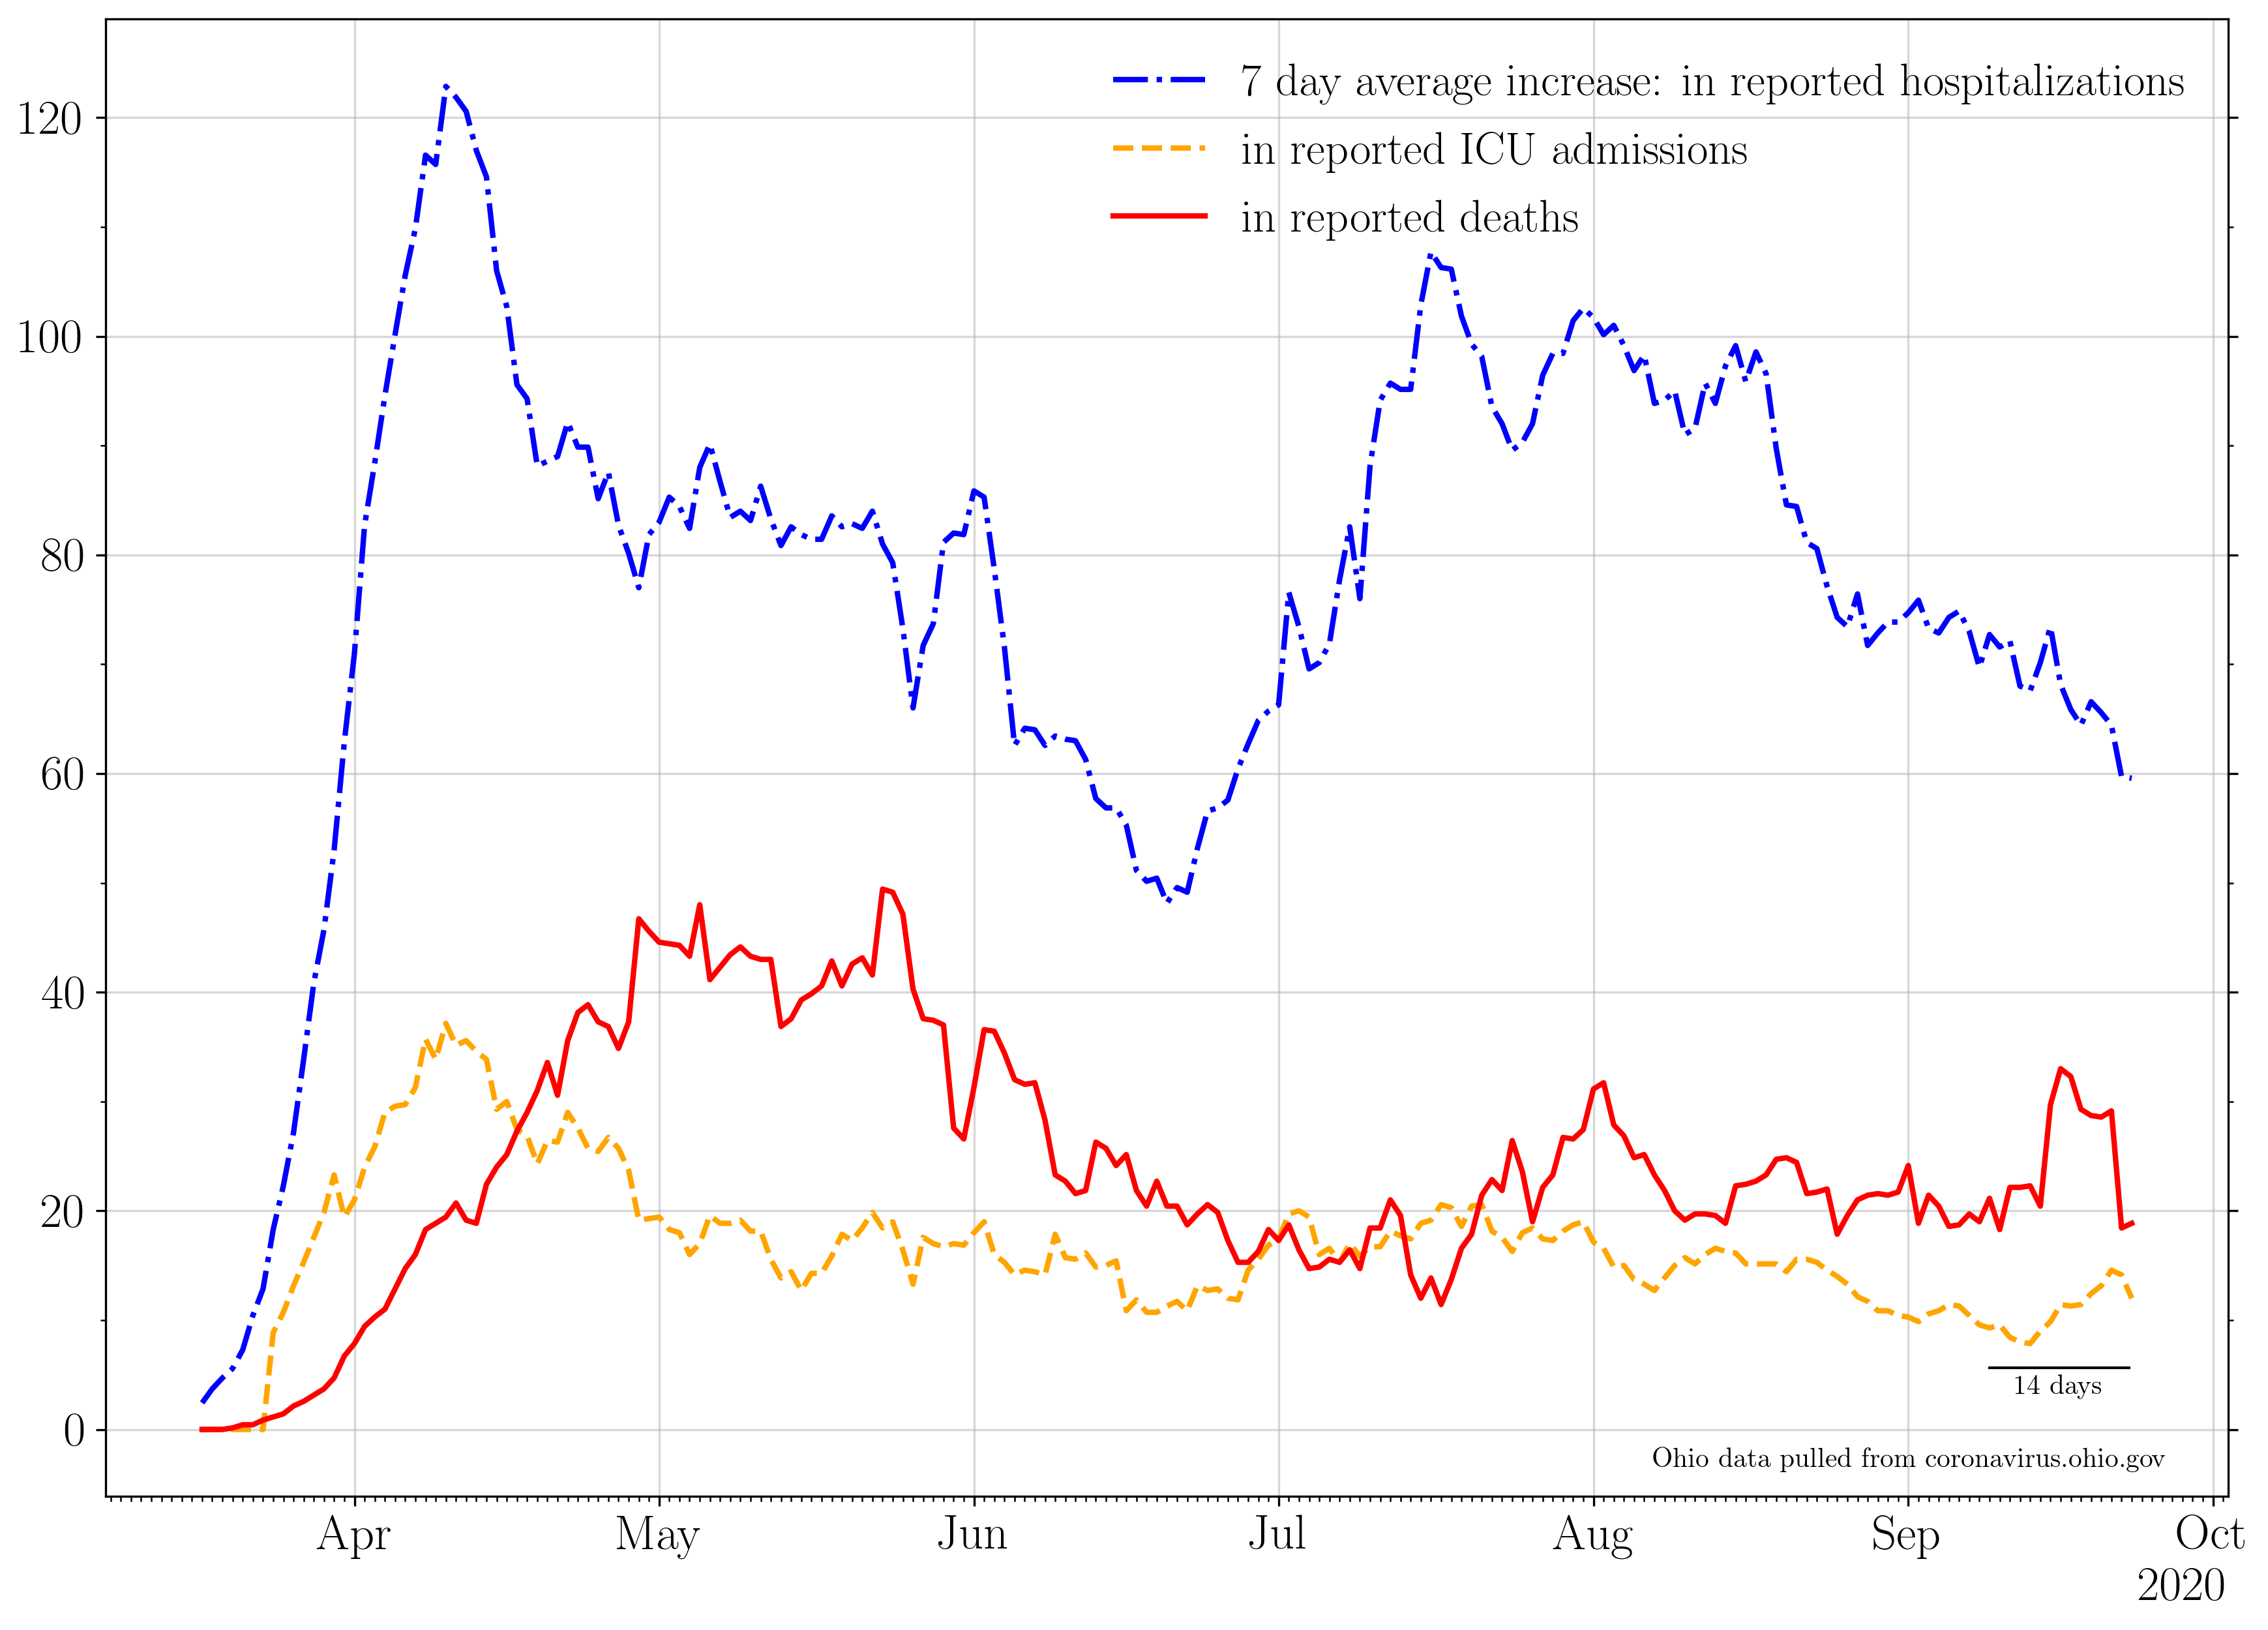 7 day average increase: in reported hospitalizations
in reported ICU admissions
in reported deaths
120
100
80
60
40
20
0
14 days
Ohio data pulled from coronavirus.ohio.gov
Apr May Jun Jul Aug Sep Oct
2020